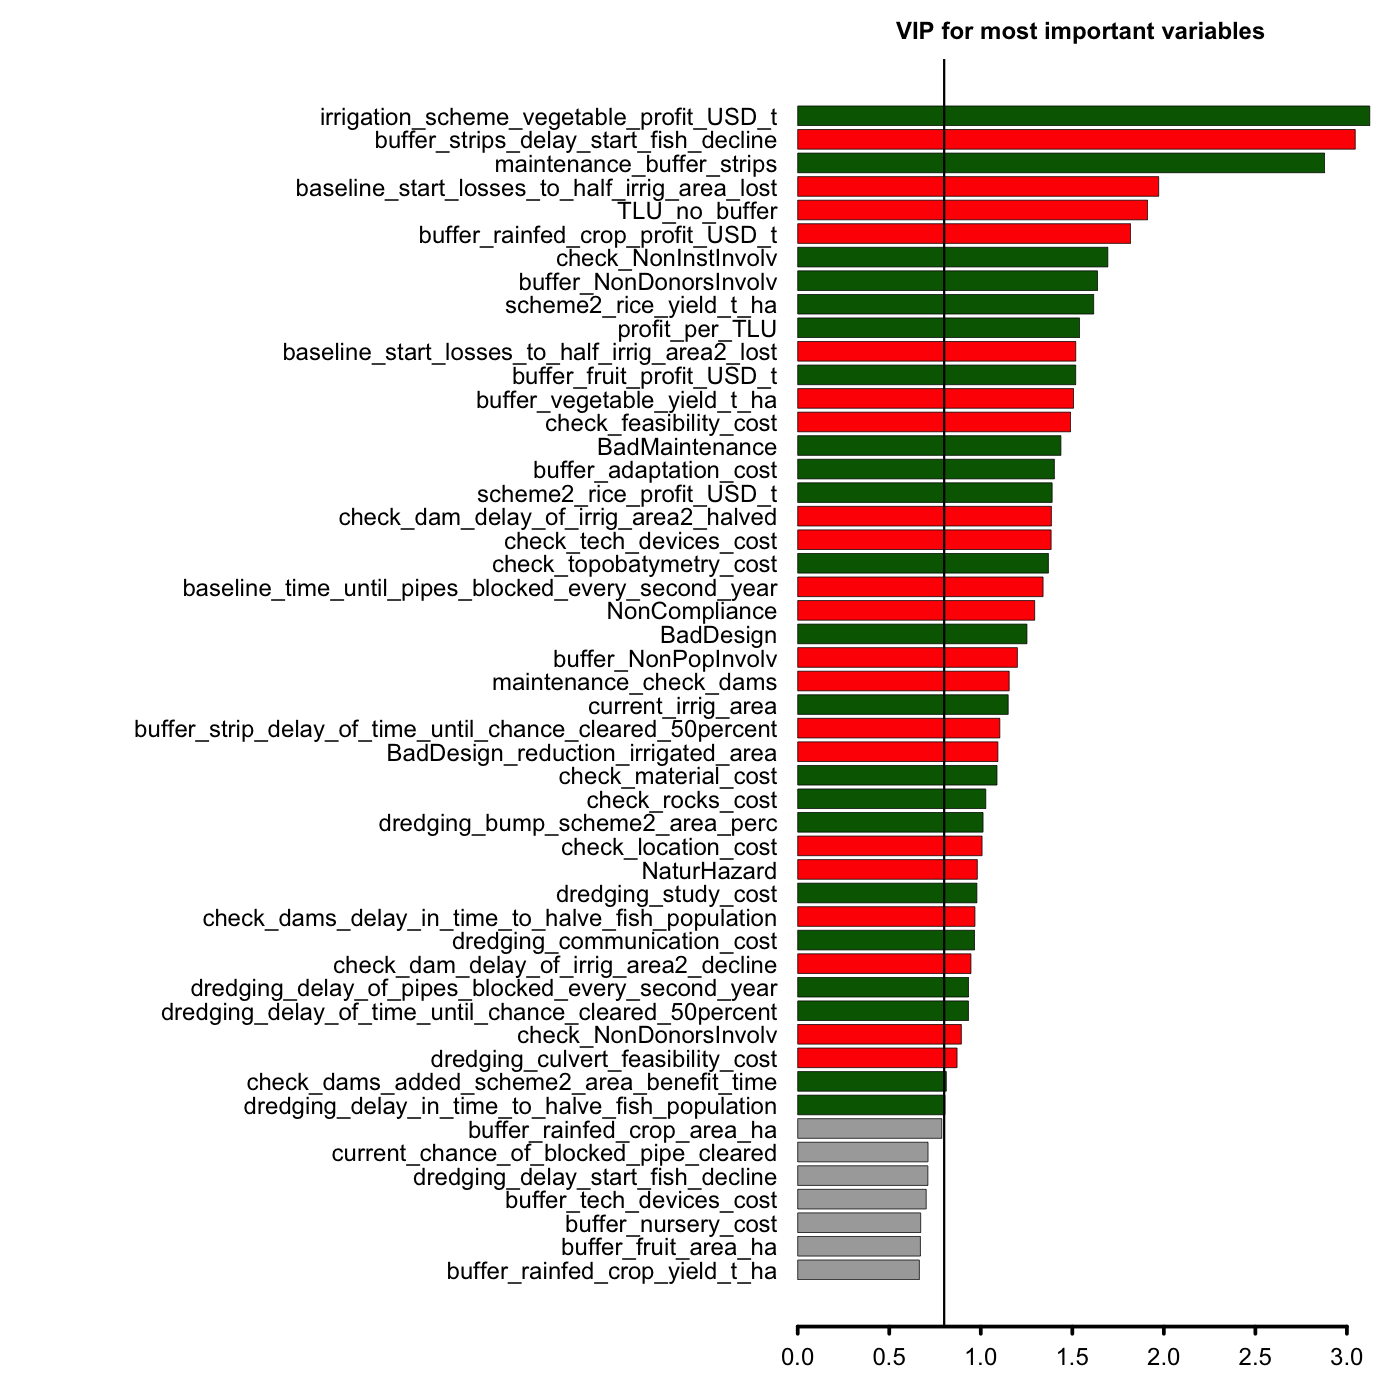 VIP for most important variables
irrigation_scheme_vegetable_profit_USD_t
buffer_strips_delay_start_fish_decline
maintenance_buffer_strips
baseline_start_losses_to_half_irrig_area_lost
TLU_no_buffer
buffer_rainfed_crop_profit_USD_t
check_NonInstInvolv
buffer_NonDonorsInvolv
scheme2_rice_yield_t_ha
profit_per_TLU
baseline_start_losses_to_half_irrig_area2_lost
buffer_fruit_profit_USD_t
buffer_vegetable_yield_t_ha
check_feasibility_cost
BadMaintenance
buffer_adaptation_cost
scheme2_rice_profit_USD_t
check_dam_delay_of_irrig_area2_halved
check_tech_devices_cost
check_topobatymetry_cost
baseline_time_until_pipes_blocked_every_second_year
NonCompliance
BadDesign
buffer_NonPopInvolv
maintenance_check_dams
current_irrig_area
buffer_strip_delay_of_time_until_chance_cleared_50percent
BadDesign_reduction_irrigated_area
check_material_cost
check_rocks_cost
dredging_bump_scheme2_area_perc
check_location_cost
NaturHazard
dredging_study_cost
check_dams_delay_in_time_to_halve_fish_population
dredging_communication_cost
check_dam_delay_of_irrig_area2_decline
dredging_delay_of_pipes_blocked_every_second_year
dredging_delay_of_time_until_chance_cleared_50percent
check_NonDonorsInvolv
dredging_culvert_feasibility_cost
check_dams_added_scheme2_area_benefit_time
dredging_delay_in_time_to_halve_fish_population
buffer_rainfed_crop_area_ha
current_chance_of_blocked_pipe_cleared
dredging_delay_start_fish_decline
buffer_tech_devices_cost
buffer_nursery_cost
buffer_fruit_area_ha
buffer_rainfed_crop_yield_t_ha
0.0 0.5 1.0 1.5 2.0 2.5 3.0